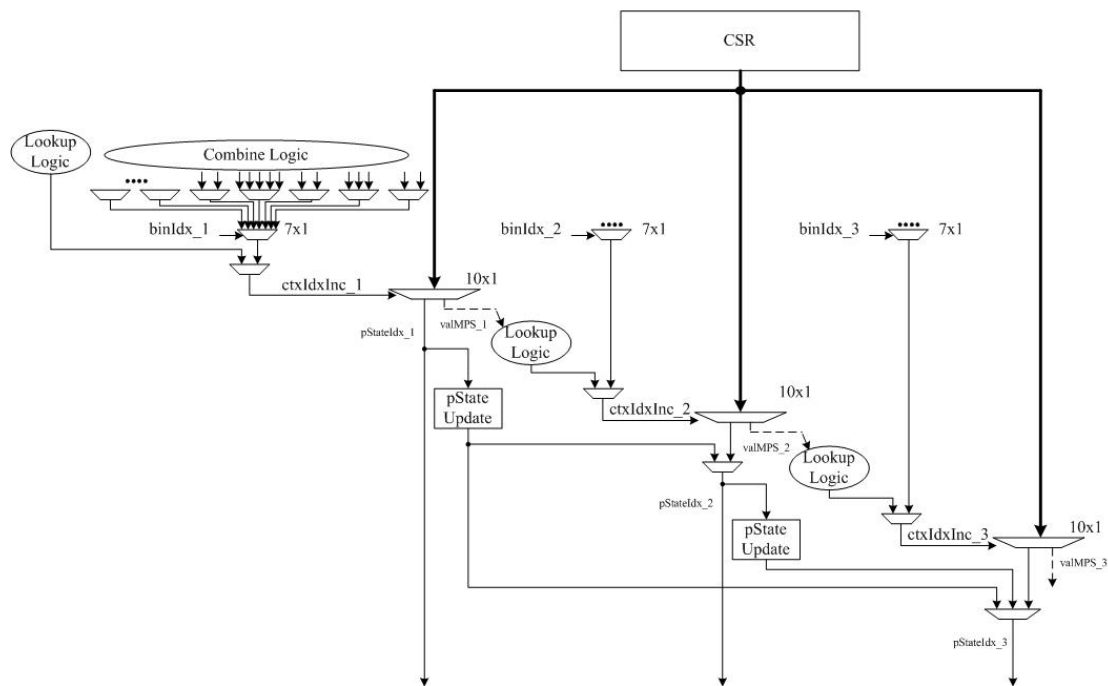 CSR
Lookup
Logic
Combine Logic
binIdx_1
7x1
binIdx_2
7x1
binIdx_3
7x1
ctxIdxInc_1
10x1
pStateIdx_1
valMPS_1
Lookup
Logic
pState
Update
ctxIdxInc_2
10x1
valMPS_2
Lookup
Logic
pStateIdx_2
pState
Update
ctxIdxInc_3
10x1
valMPS_3
pStateIdx_3